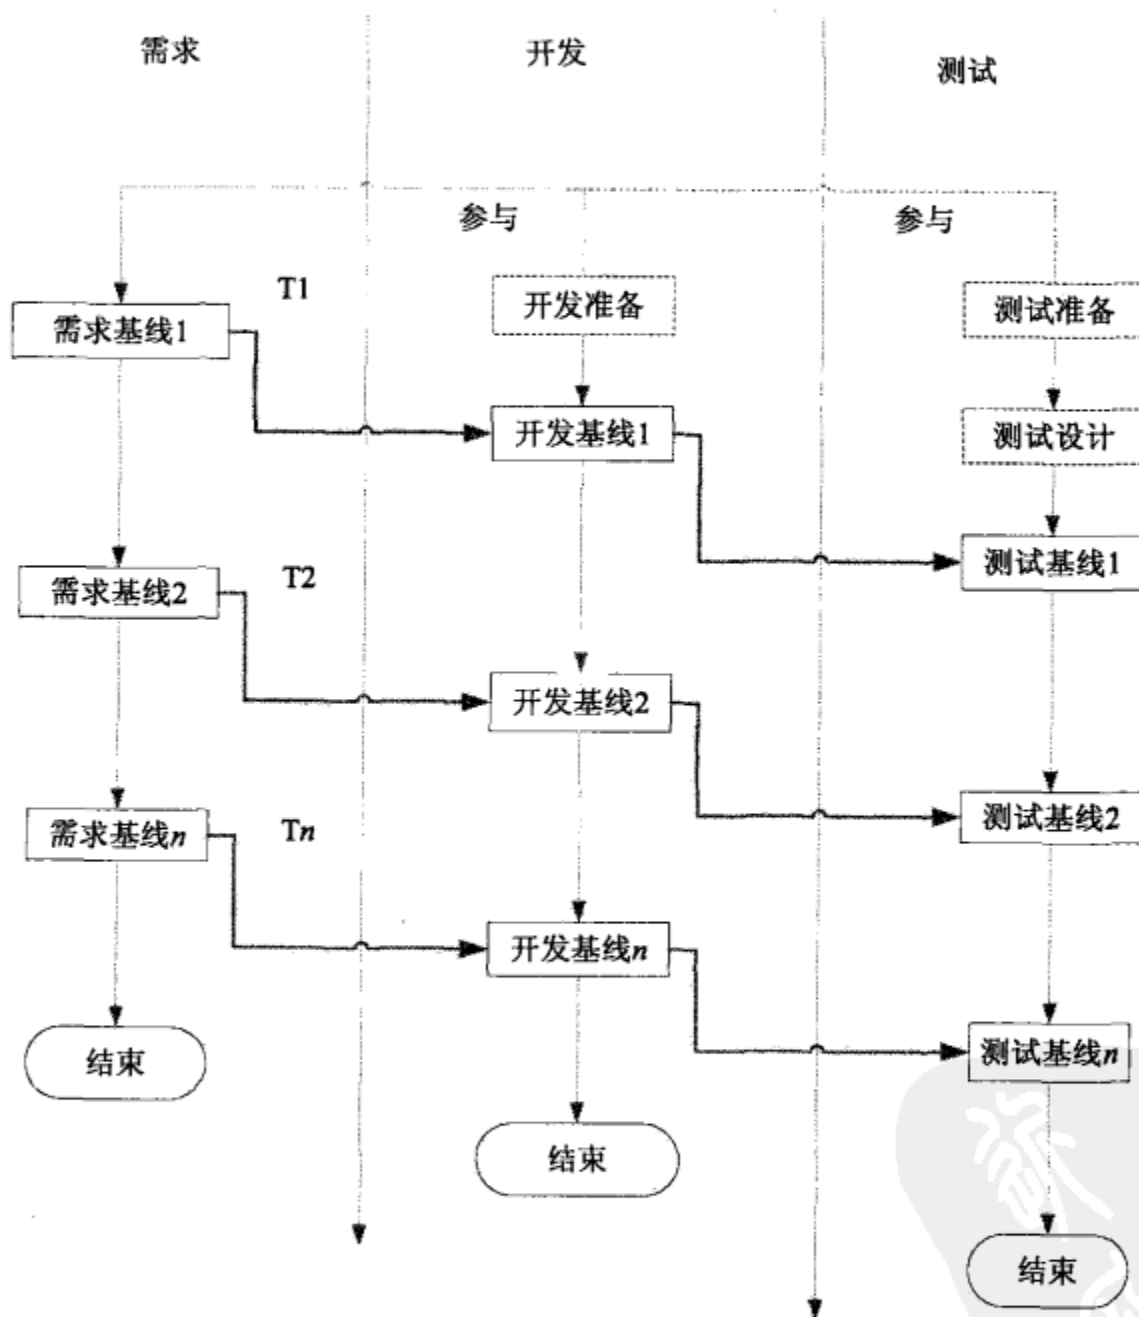 需求
开发
测试
参与
参与
T1
开发准备
测试准备
需求基线1
开发基线1
测试设计
测试基线1
T2
需求基线2
开发基线2
测试基线2
Tn
需求基线n
开发基线n
测试基线n
结束
结束
结束